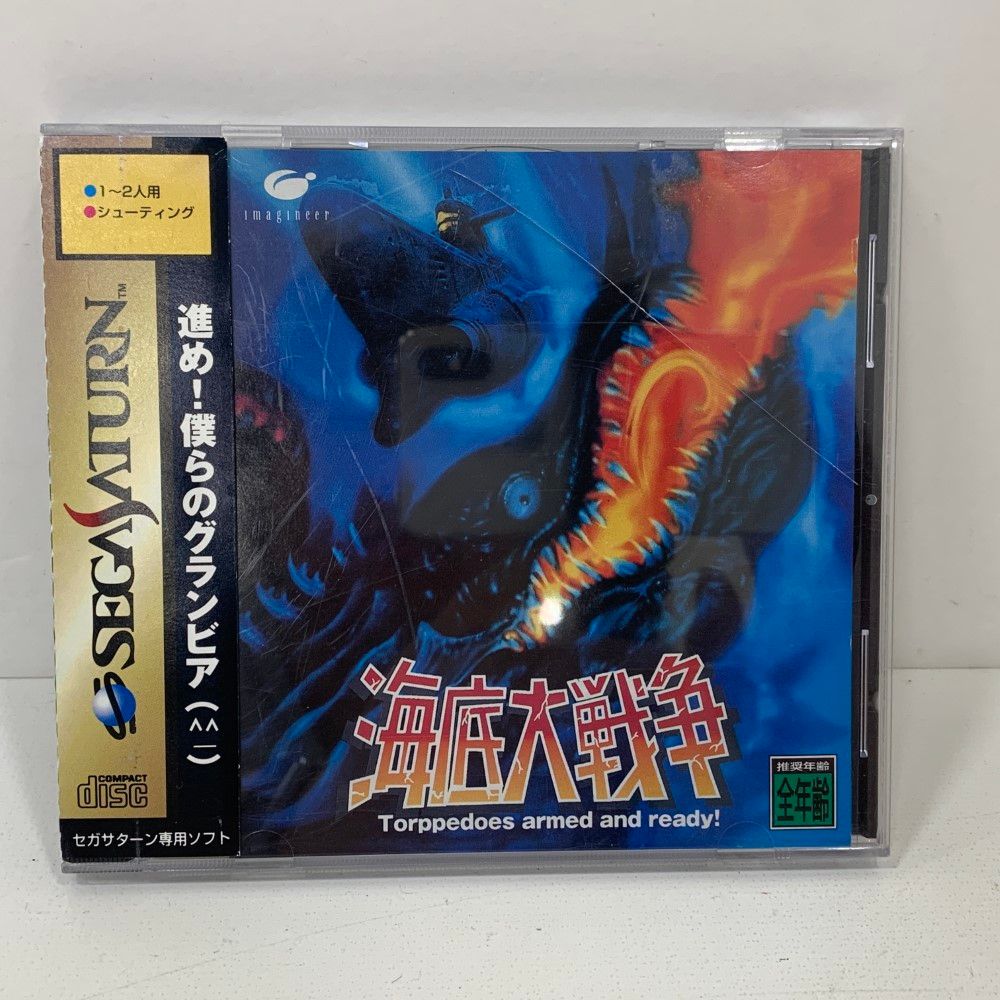 1〜2人用
シューティング
SEGA SATURN™
進め!僕らのグランビア(^^一)
COMPACT
disc
セガサターン専用ソフト
imagineer
海底大戦争
Torppedoes armed and ready!
推奨年齢
全年齢